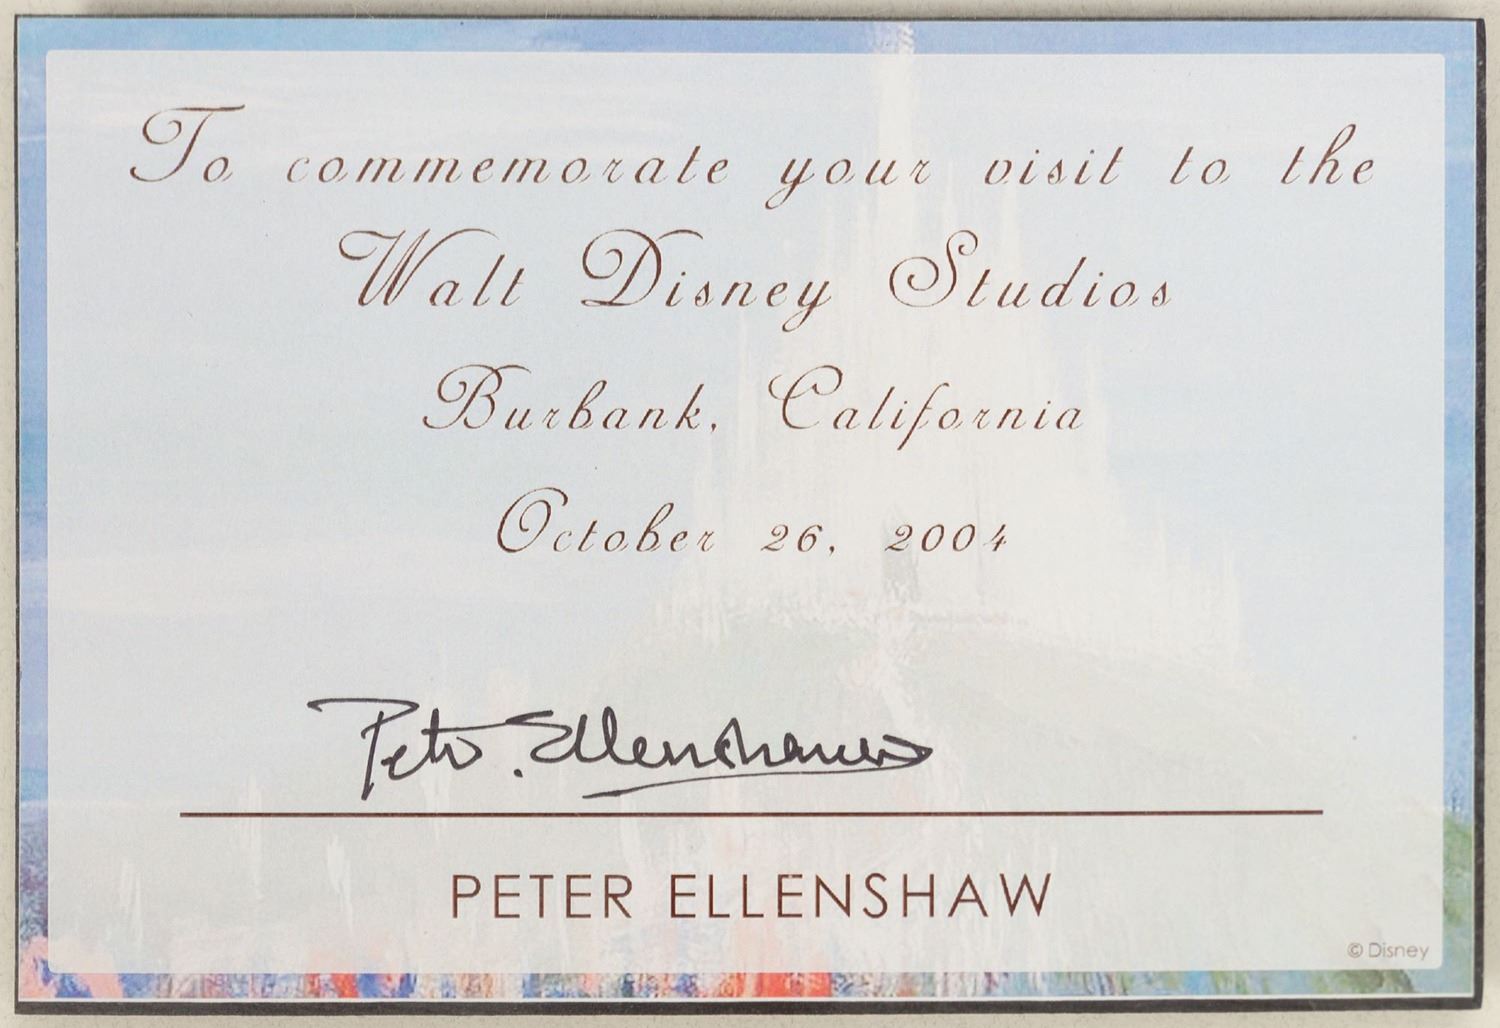 To commemorate your visit to the
Walt Disney Studios
Burbank, California
October 26, 2004
Peter. Ellenshaw
PETER ELLENSHAW
© Disney